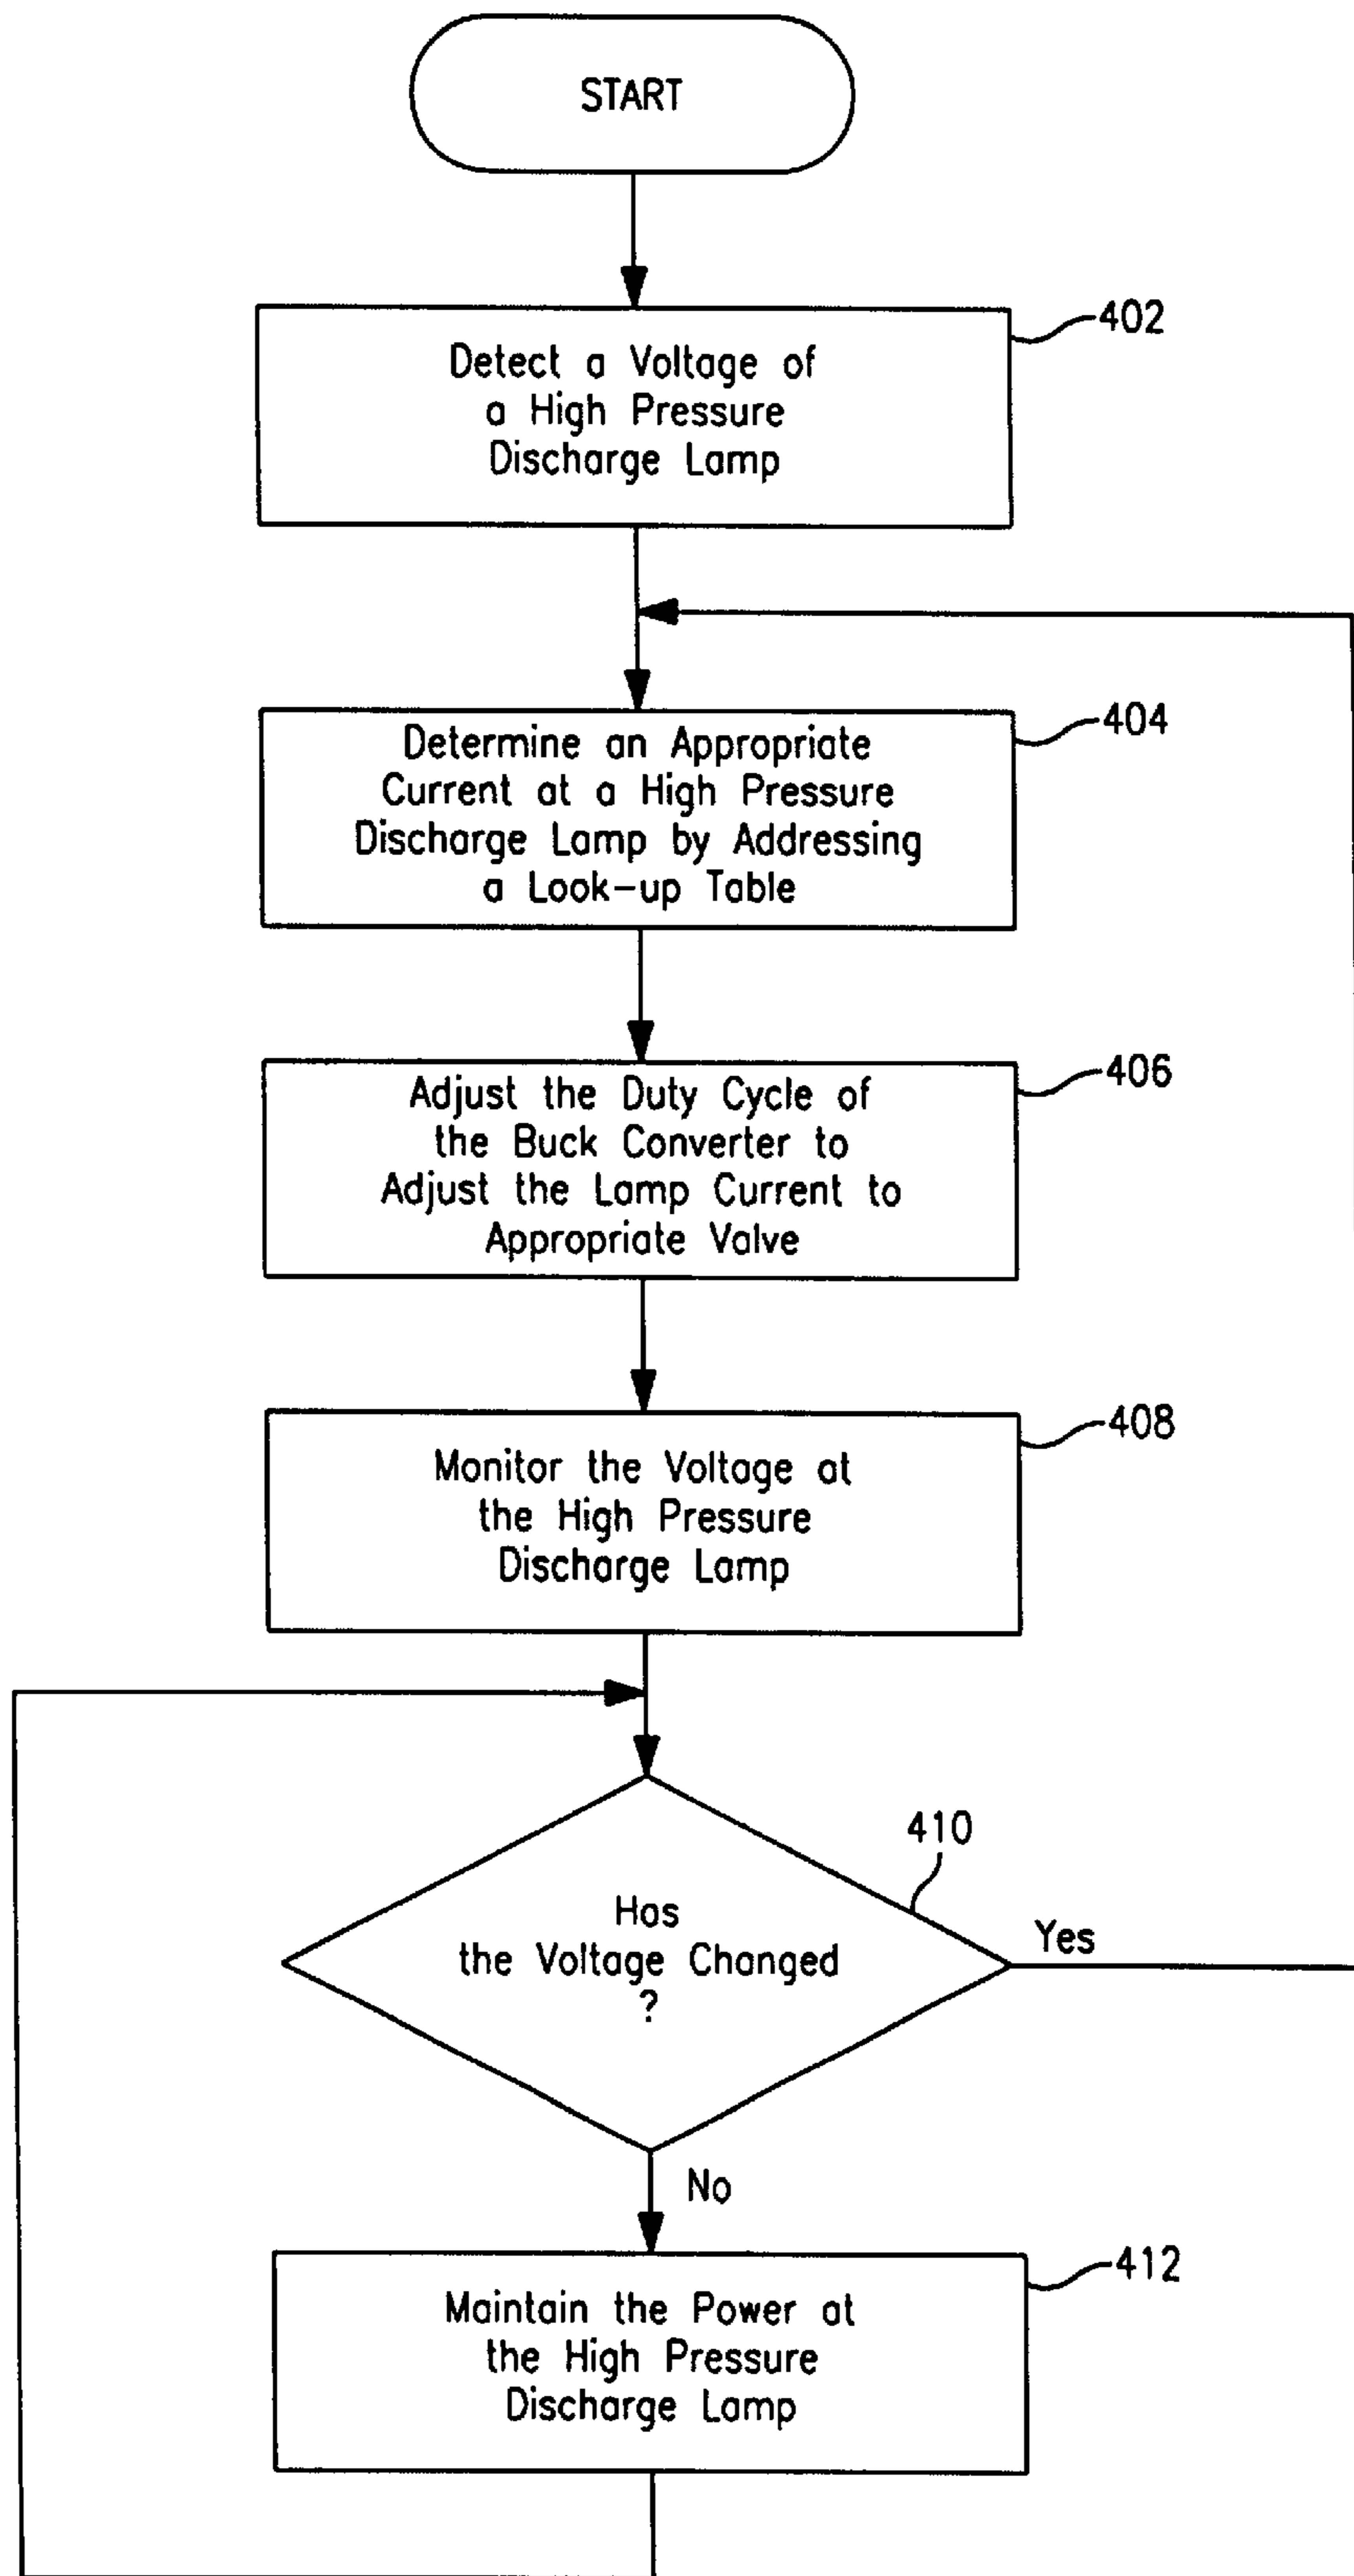 START
402
Detect a Voltage of
a High Pressure
Discharge Lamp
404
Determine an Appropriate
Current at a High Pressure
Discharge Lamp by Addressing
a Look-up Table
406
Adjust the Duty Cycle of
the Buck Converter to
Adjust the Lamp Current to
Appropriate Valve
408
Monitor the Voltage at
the High Pressure
Discharge Lamp
410
Has
the Voltage Changed
?
Yes
No
412
Maintain the Power at
the High Pressure
Discharge Lamp